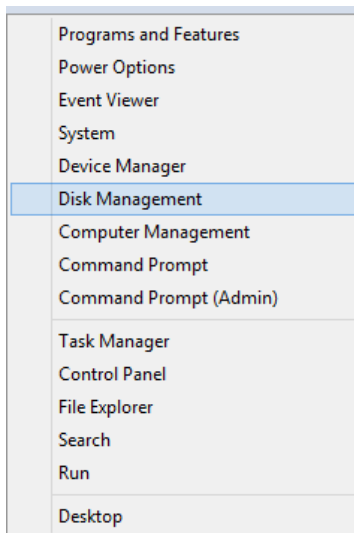 Programs and Features
Power Options
Event Viewer
System
Device Manager
Disk Management
Computer Management
Command Prompt
Command Prompt (Admin)
Task Manager
Control Panel
File Explorer
Search
Run
Desktop